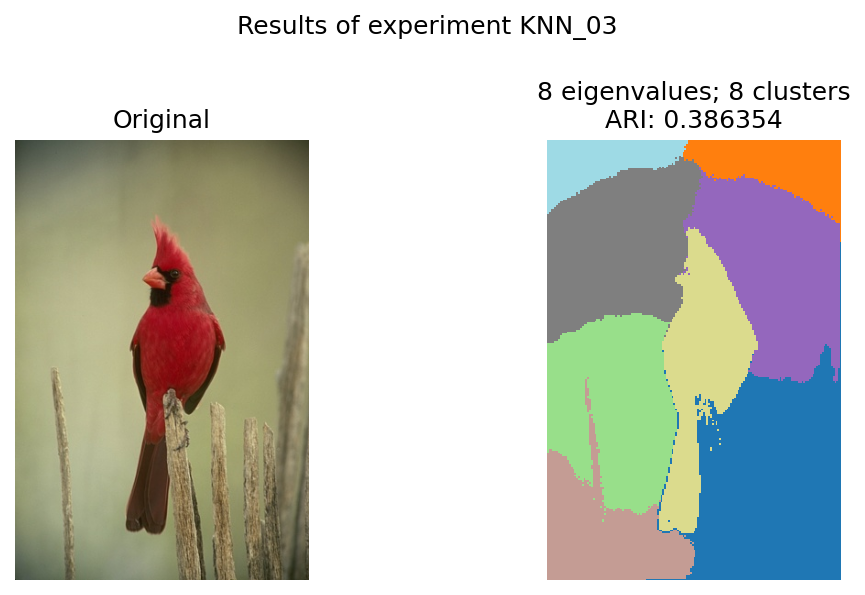 Results of experiment KNN_03
Original
8 eigenvalues; 8 clusters
ARI: 0.386354